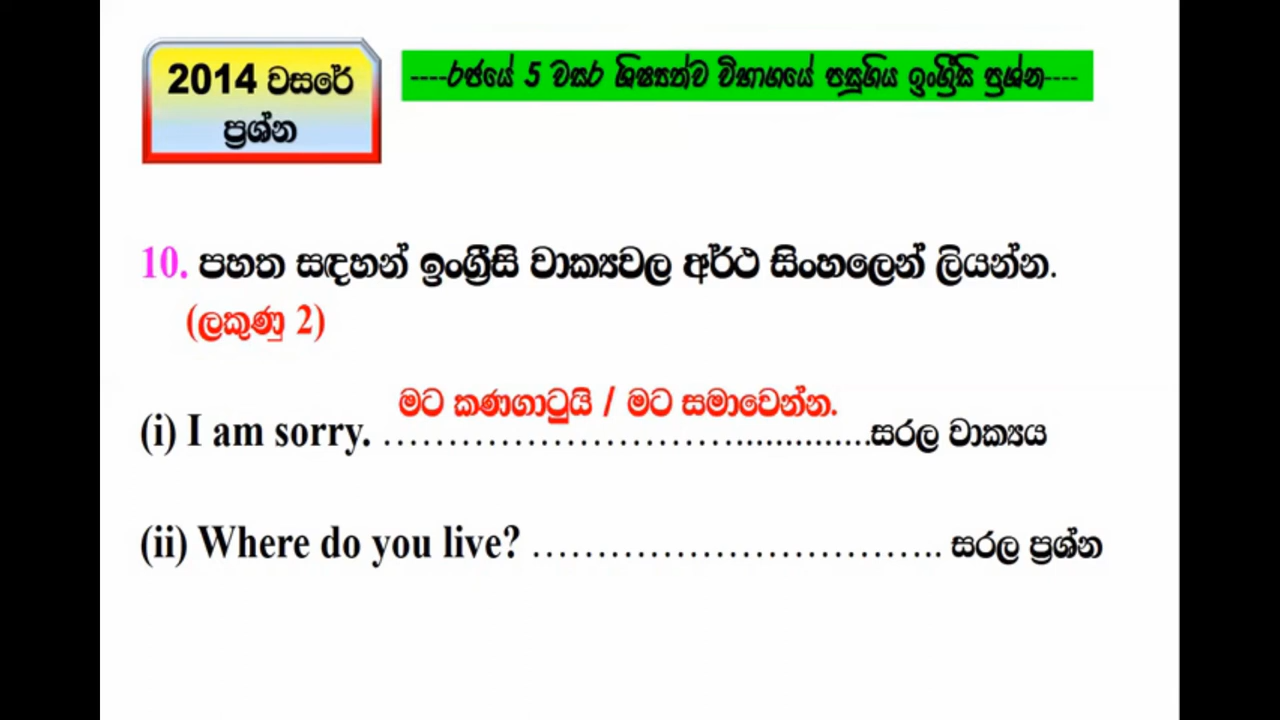 2014 වසරේ
ප්‍රශ්න
----රජයේ 5 වසර ශිෂ්‍යත්ව විභාගයේ පසුගිය ඉංග්‍රීසි ප්‍රශ්න----
10. පහත සඳහන් ඉංග්‍රීසි වාක්‍යවල අර්ථ සිංහලෙන් ලියන්න.
(ලකුණු 2)
මට කණගාටුයි / මට සමාවෙන්න.
(i) I am sorry. ………………………………..............සරල වාක්‍යය
(ii) Where do you live? ………………………….. සරල ප්‍රශ්න